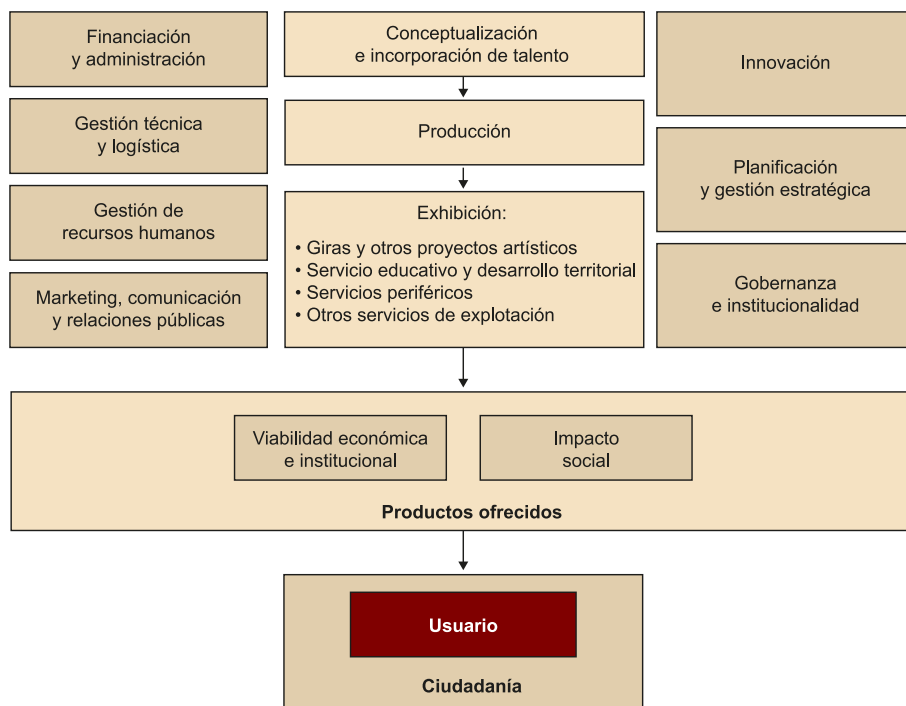 Financiación
y administración
Gestión técnica
y logística
Gestión de
recursos humanos
Marketing, comunicación
y relaciones públicas
Conceptualización
e incorporación de talento
Producción
Exhibición:
• Giras y otros proyectos artísticos
• Servicio educativo y desarrollo territorial
• Servicios periféricos
• Otros servicios de explotación
Innovación
Planificación
y gestión estratégica
Gobernanza
e institucionalidad
Viabilidad económica
e institucional
Impacto
social
Productos ofrecidos
Usuario
Ciudadanía